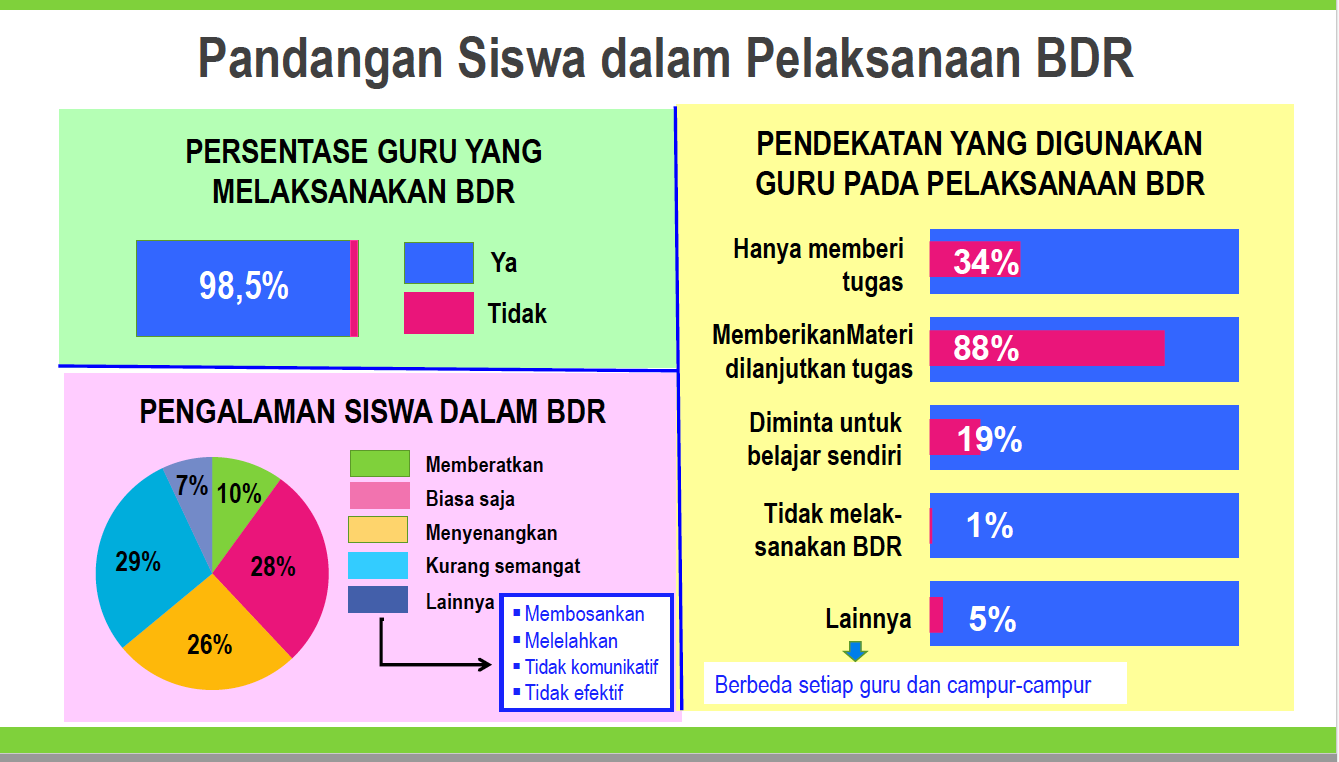 Pandangan Siswa dalam Pelaksanaan BDR
PERSENTASE GURU YANG
MELAKSANAKAN BDR
98,5%
Ya
Tidak
PENGALAMAN SISWA DALAM BDR
7%
10%
29%
28%
26%
Memberatkan
Biasa saja
Menyenangkan
Kurang semangat
Lainnya
▪ Membosankan
▪ Melelahkan
▪ Tidak komunikatif
▪ Tidak efektif
PENDEKATAN YANG DIGUNAKAN
GURU PADA PELAKSANAAN BDR
Hanya memberi
tugas
34%
MemberikanMateri
dilanjutkan tugas
88%
Diminta untuk
belajar sendiri
19%
Tidak melak-
sanakan BDR
1%
Lainnya
5%
Berbeda setiap guru dan campur-campur